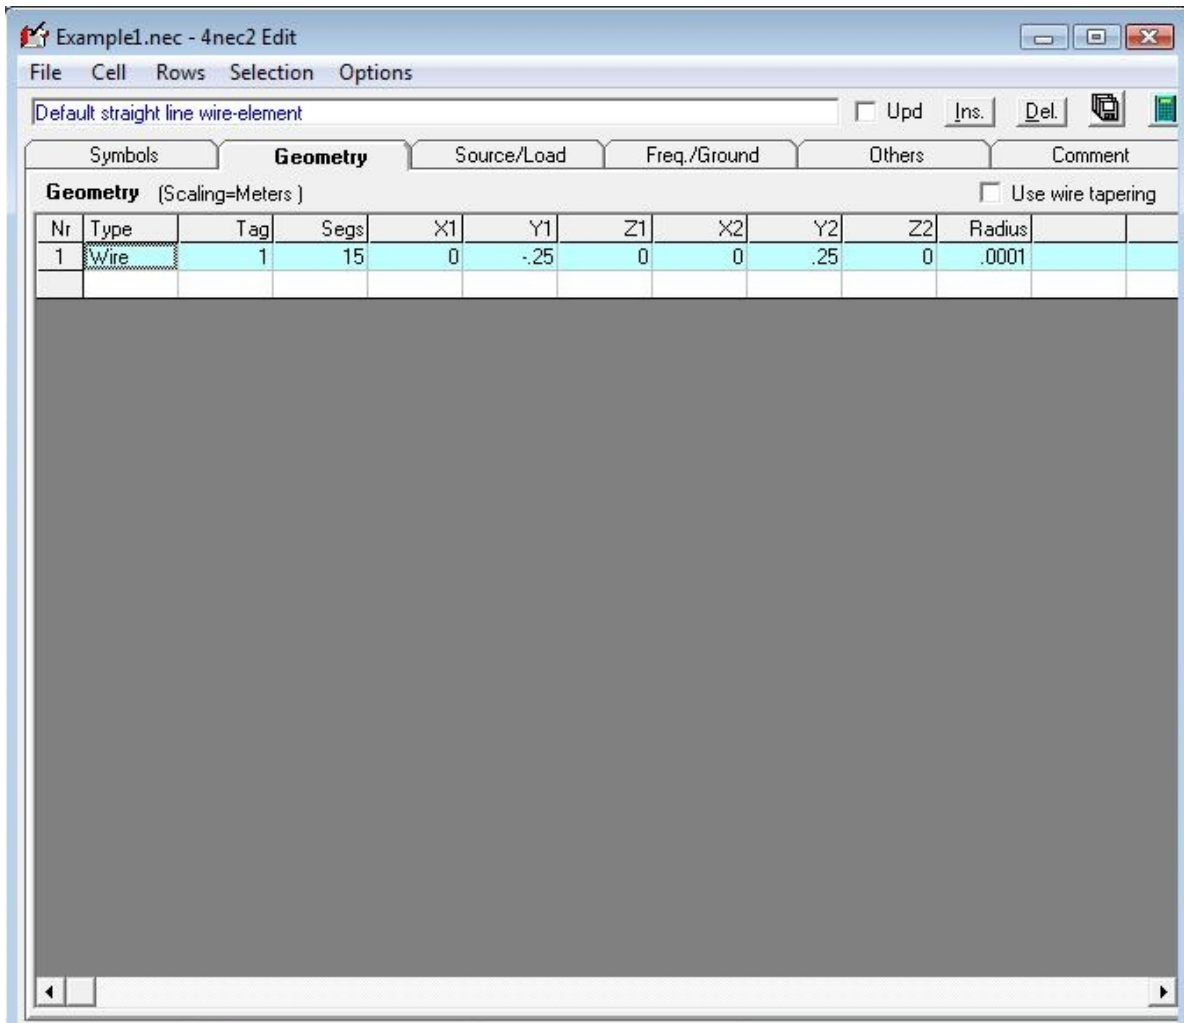 Example1.nec - 4nec2 Edit
File Cell Rows Selection Options
Default straight line wire-element Upd Ins. Del.
Symbols Geometry Source/Load Freq./Ground Others Comment
Geometry (Scaling=Meters ) Use wire tapering
Nr Type Tag Segs X1 Y1 Z1 X2 Y2 Z2 Radius
1 Wire 1 15 0 -.25 0 0 .25 0 .0001